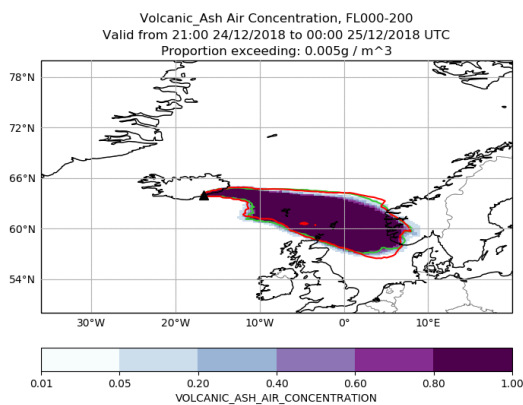 Volcanic_Ash Air Concentration, FL000-200
Valid from 21:00 24/12/2018 to 00:00 25/12/2018 UTC
Proportion exceeding: 0.005g / m^3
78°N
72°N
66°N
60°N
54°N
30°W 20°W 10°W 0° 10°E
0.01 0.05 0.20 0.40 0.60 0.80 1.00
VOLCANIC_ASH_AIR_CONCENTRATION